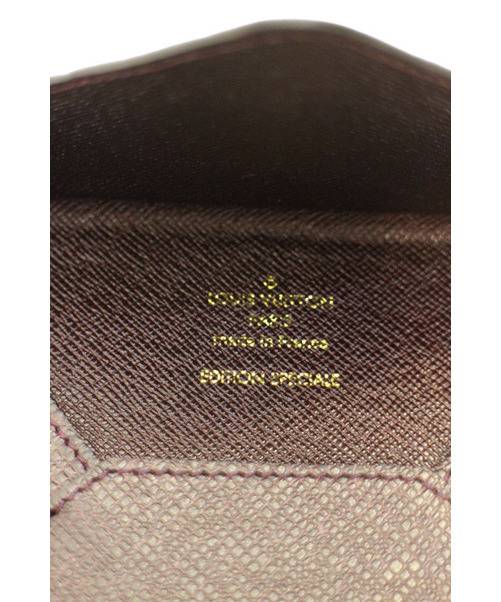 ®
LOUIS VUITTON
PARIS
made in France
EDITION SPECIALE